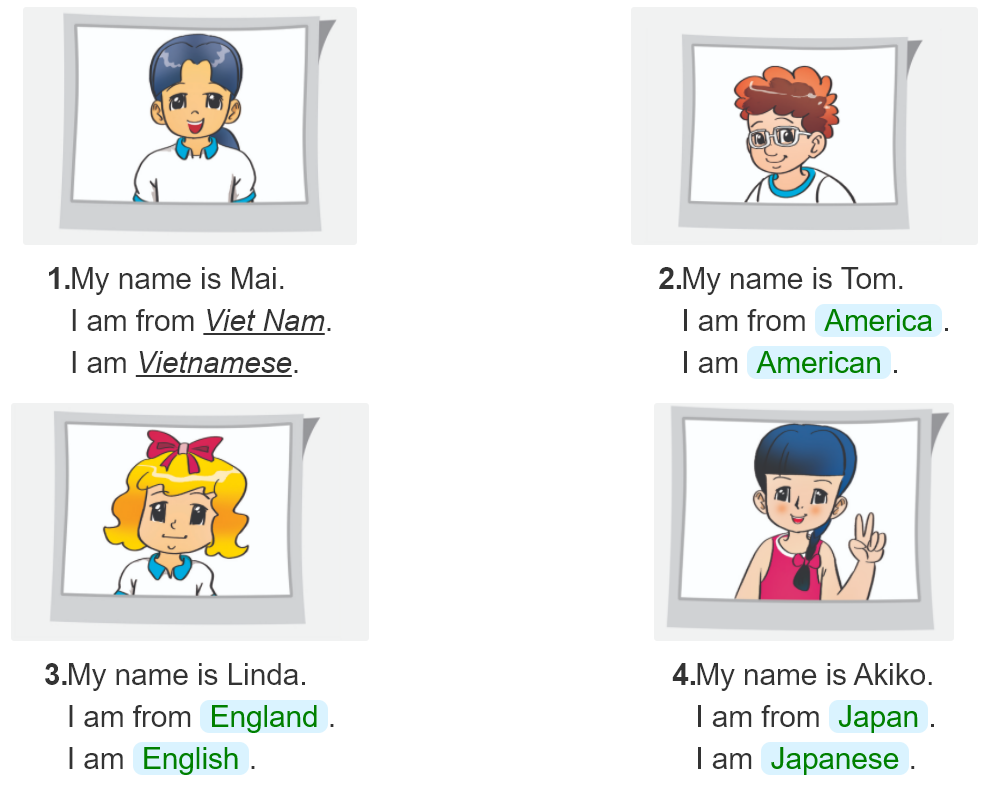 1.My name is Mai.
I am from Viet Nam.
I am Vietnamese.
2.My name is Tom.
I am from America.
I am American.
3.My name is Linda.
I am from England.
I am English.
4.My name is Akiko.
I am from Japan.
I am Japanese.